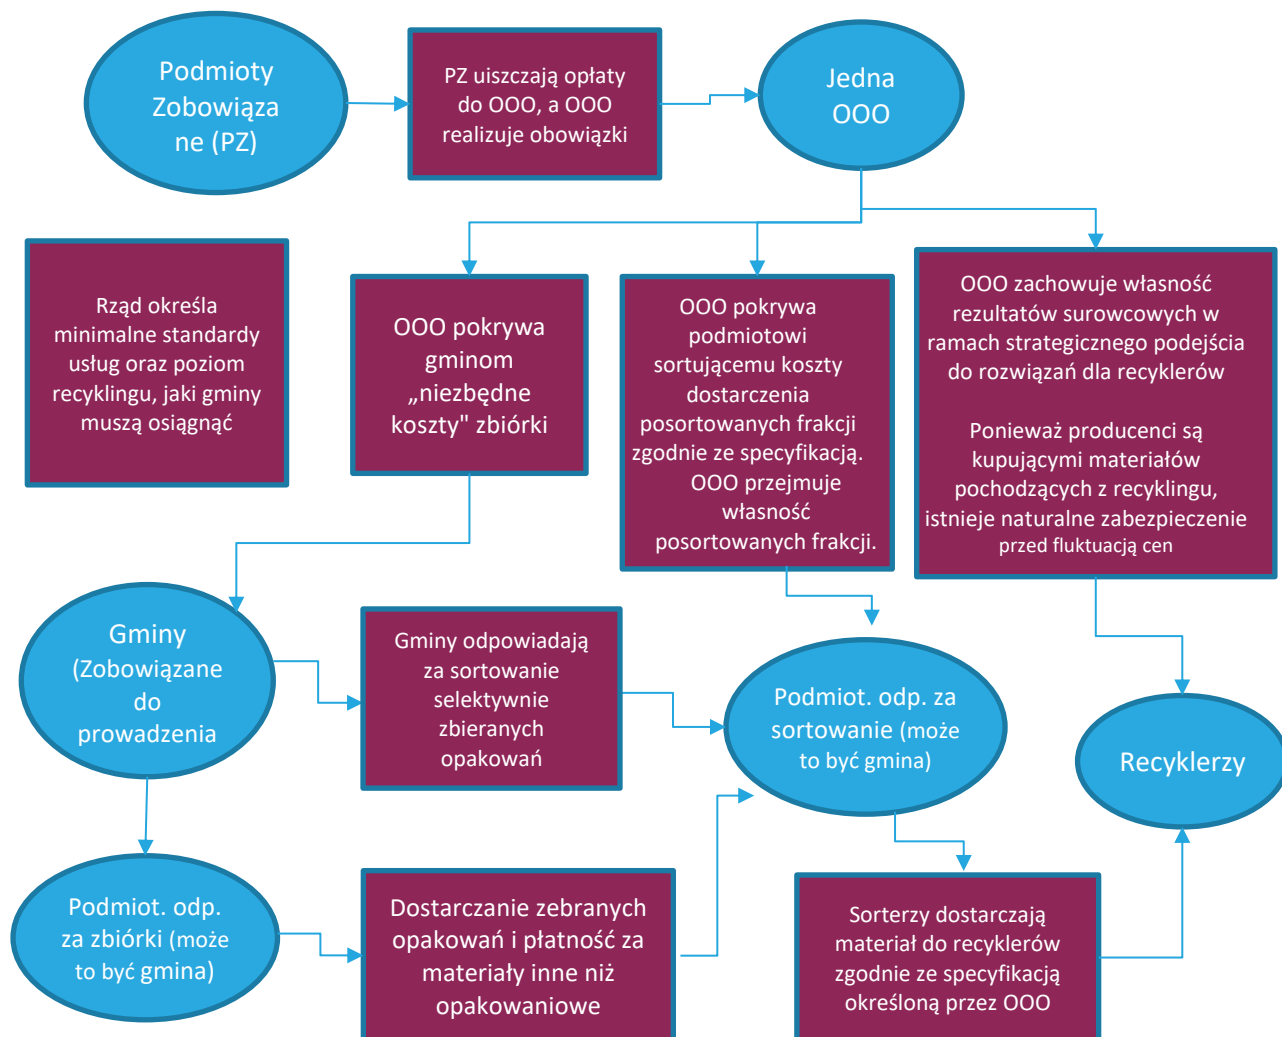 Podmioty
Zobowiąza
ne (PZ)
PZ uiszczają opłaty
do OOO, a OOO
realizuje obowiązki
Jedna
OOO
Rząd określa
minimalne standardy
usług oraz poziom
recyklingu, jaki gminy
muszą osiągnąć
OOO pokrywa
gminom
„niezbędne
koszty" zbiórki
OOO pokrywa
podmiotowi
sortującemu koszty
dostarczenia
posortowanych frakcji
zgodnie ze specyfikacją.
OOO przejmuje
własność
posortowanych frakcji.
OOO zachowuje własność
rezultatów surowcowych w
ramach strategicznego podejścia
do rozwiązań dla recyklerów
Ponieważ producenci są
kupującymi materiałów
pochodzących z recyklingu,
istnieje naturalne zabezpieczenie
przed fluktuacją cen
Gminy
(Zobowiązane
do
prowadzenia
Gminy odpowiadają
za sortowanie
selektywnie
zbieranych
opakowań
Podmiot. odp. za
sortowanie (może
to być gmina)
Recyklerzy
Podmiot. odp.
za zbiórki (może
to być gmina)
Dostarczanie zebranych
opakowań i płatność za
materiały inne niż
opakowaniowe
Sorterzy dostarczają
materiał do recyklerów
zgodnie ze specyfikacją
określoną przez OOO